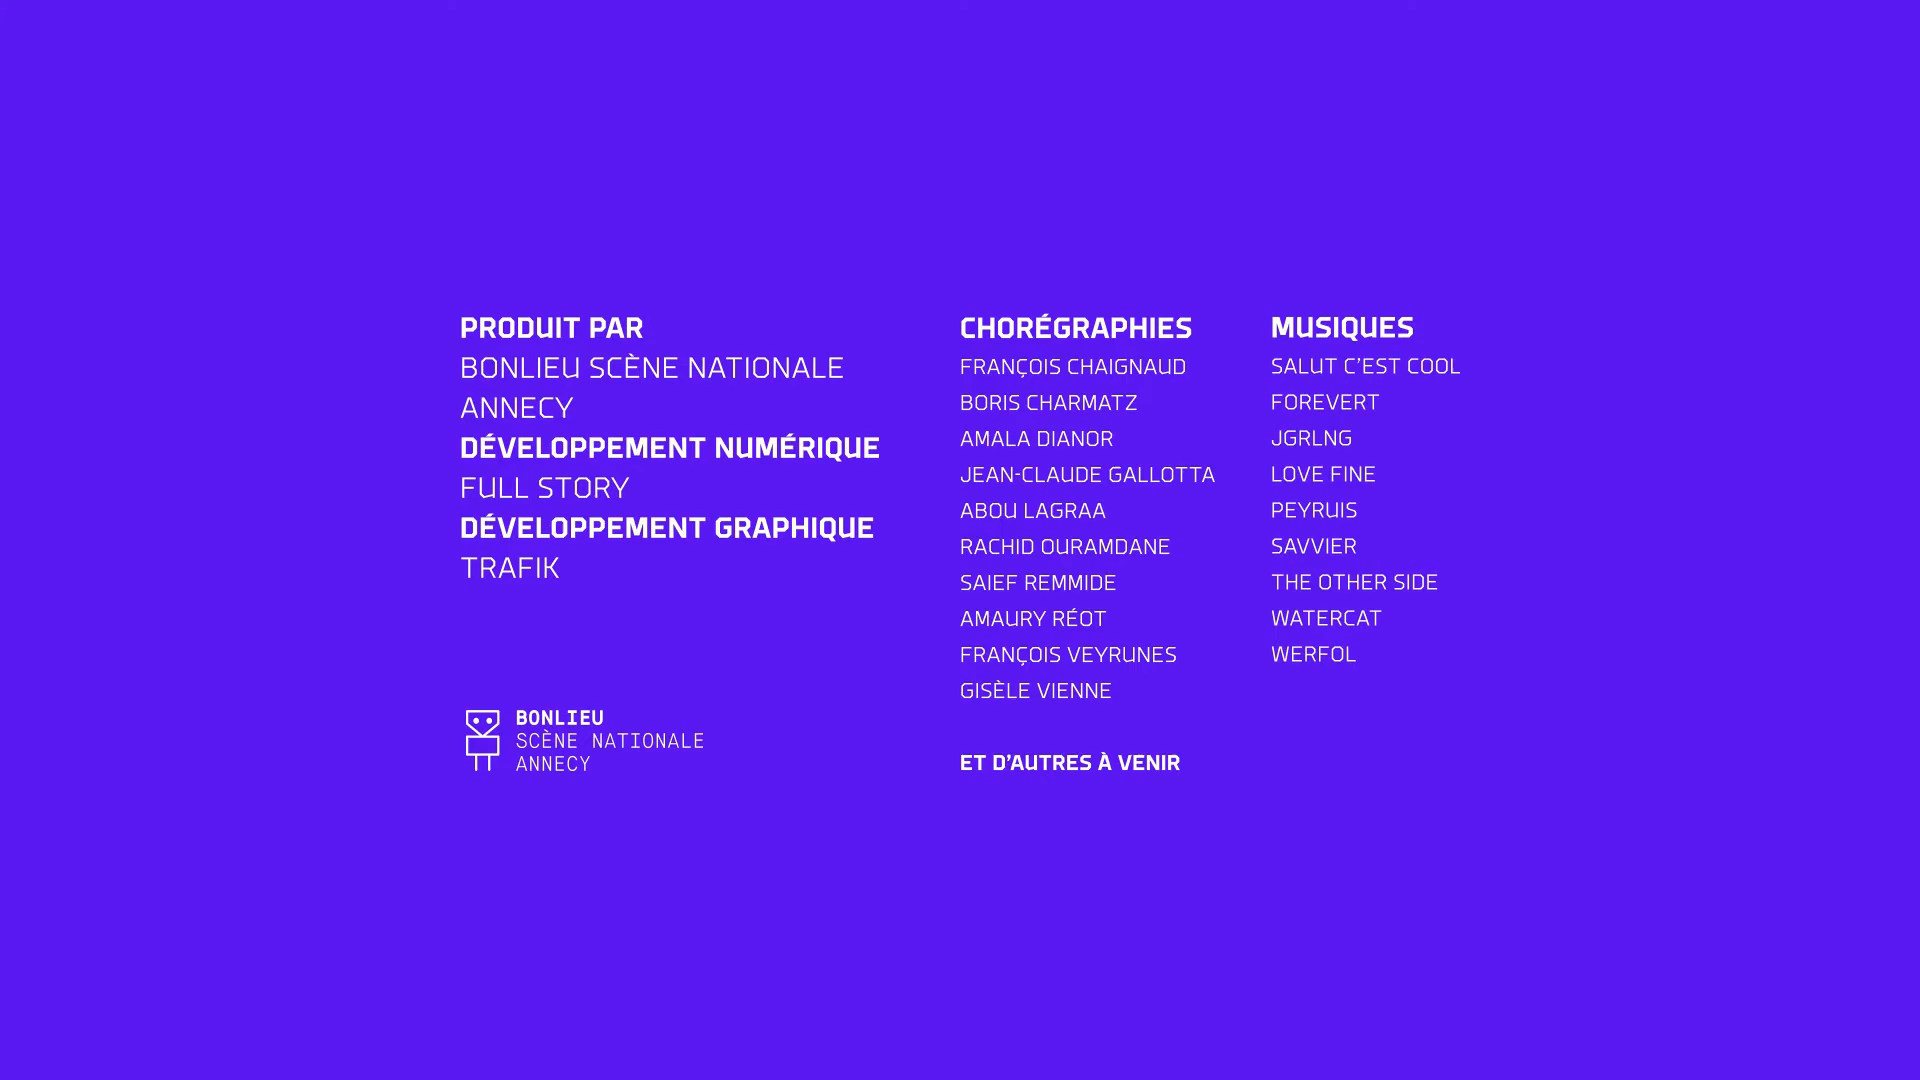 PRODUIT PAR
BONLIEU SCÈNE NATIONALE
ANNECY
DÉVELOPPEMENT NUMÉRIQUE
FULL STORY
DÉVELOPPEMENT GRAPHIQUE
TRAFIK
BONLIEU
SCÈNE NATIONALE
ANNECY
CHORÉGRAPHIES
FRANÇOIS CHAIGNAUD
BORIS CHARMATZ
AMALA DIANOR
JEAN-CLAUDE GALLOTTA
ABOU LAGRAA
RACHID OURAMDANE
SAIEF REMMIDE
AMAURY RÉOT
FRANÇOIS VEYRUNES
GISÈLE VIENNE
ET D’AUTRES À VENIR
MUSIQUES
SALUT C’EST COOL
FOREVERT
JGRLNG
LOVE FINE
PEYRUIS
SAVVIER
THE OTHER SIDE
WATERCAT
WERFOL